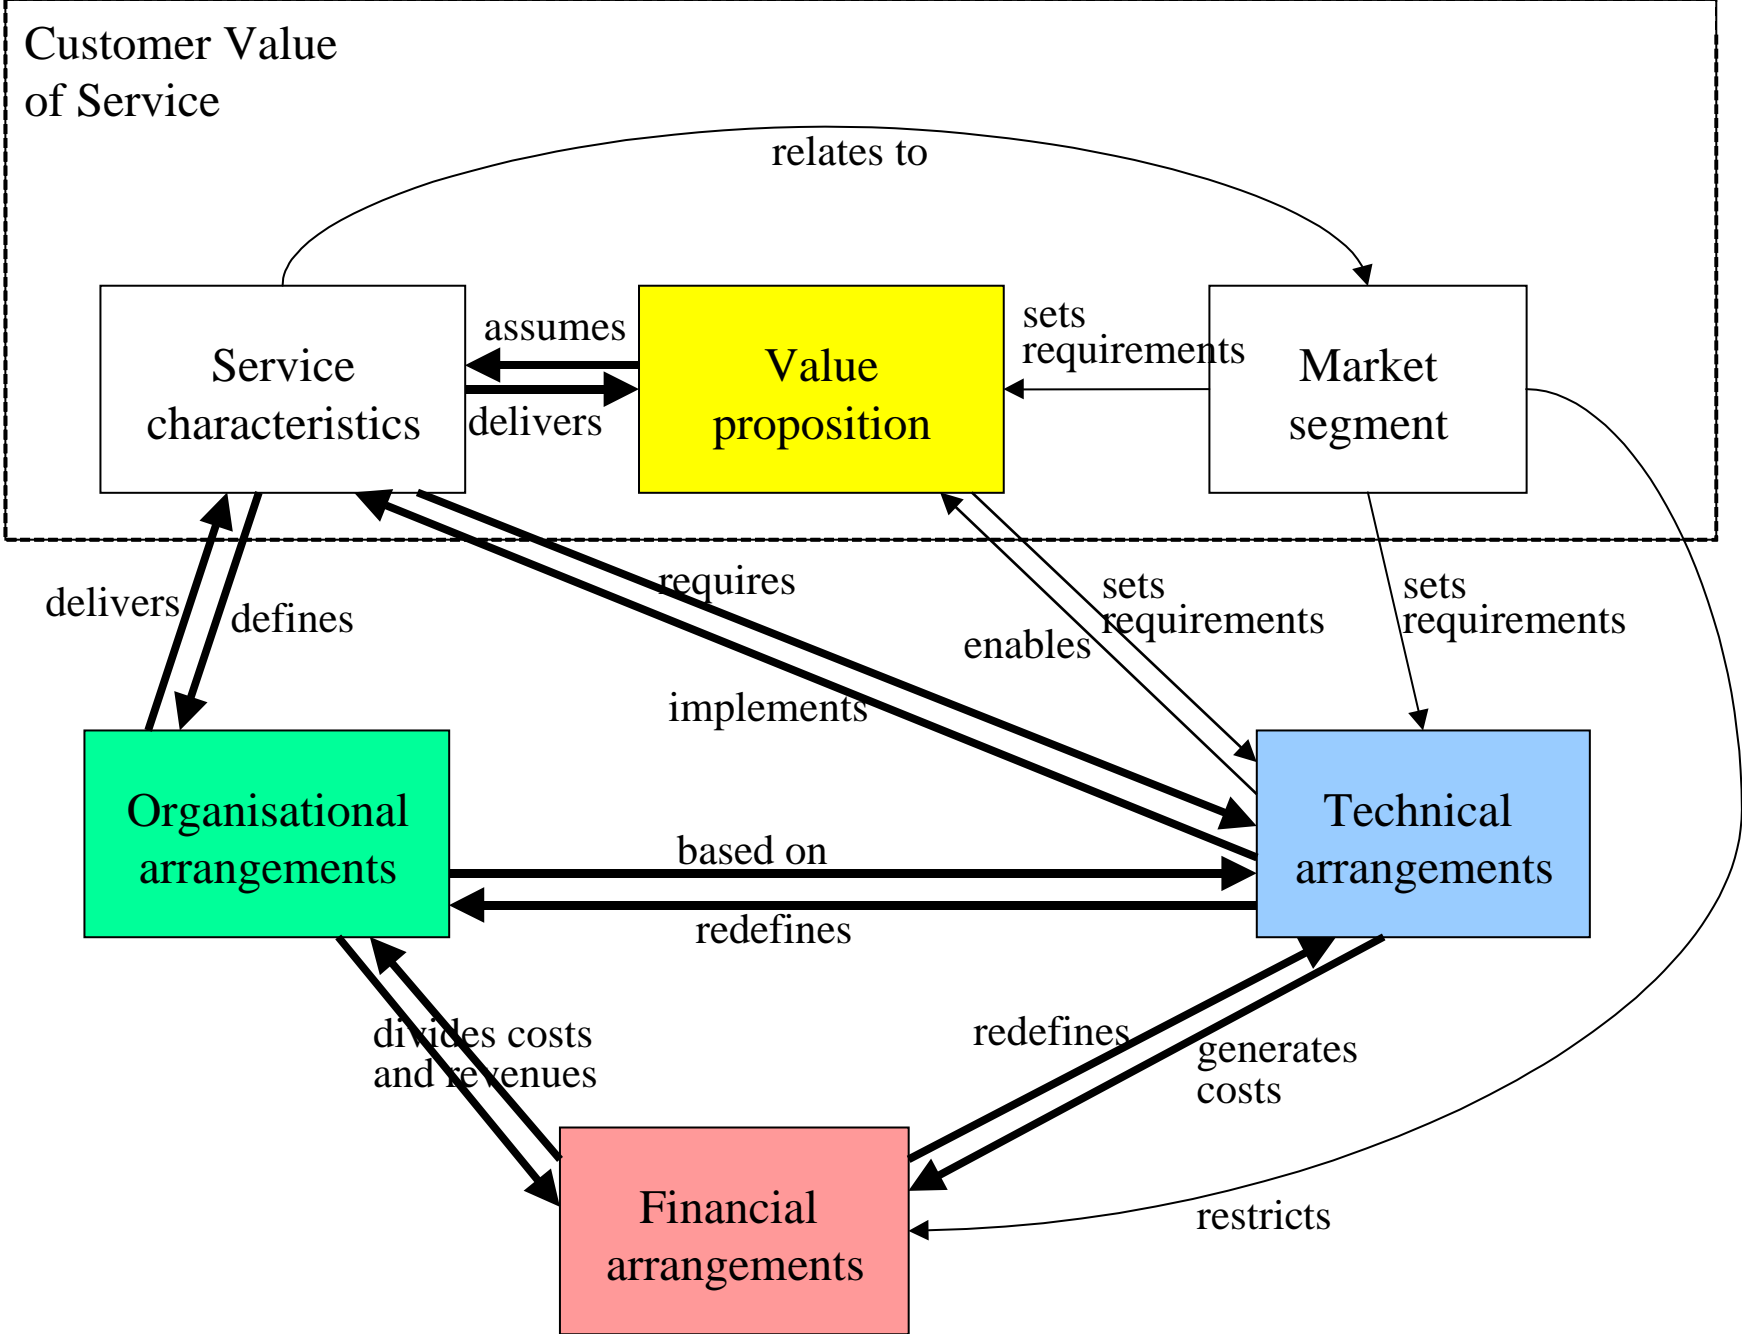 Customer Value
of Service
relates to
Service
characteristics
assumes
delivers
Value
proposition
sets
requirements
Market
segment
delivers
defines
requires
implements
enables
sets
requirements
sets
requirements
Organisational
arrangements
based on
redefines
Technical
arrangements
divides costs
and revenues
redefines
generates
costs
Financial
arrangements
restricts